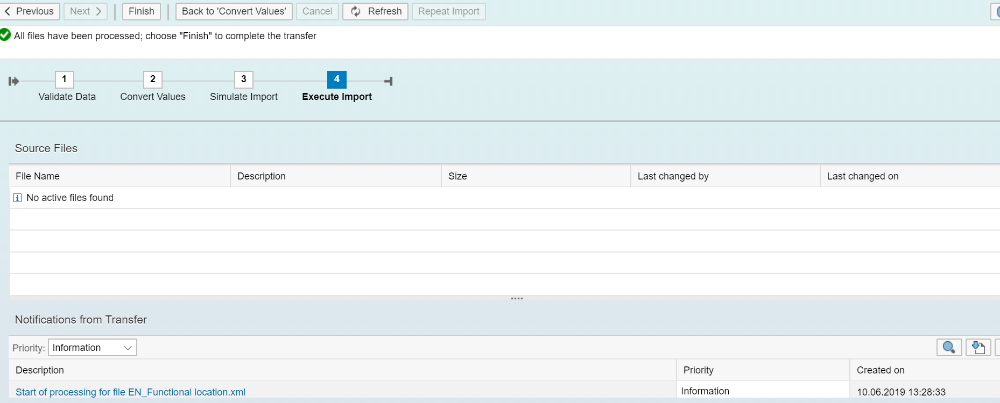 Previous Next Finish Back to 'Convert Values' Cancel Refresh Repeat Import
All files have been processed; choose "Finish" to complete the transfer
1 2 3 4
Validate Data Convert Values Simulate Import Execute Import
Source Files
File Name Description Size Last changed by Last changed on
No active files found
Notifications from Transfer
Priority: Information
Description Priority Created on
Start of processing for file EN_Functional location.xml Information 10.06.2019 13:28:33